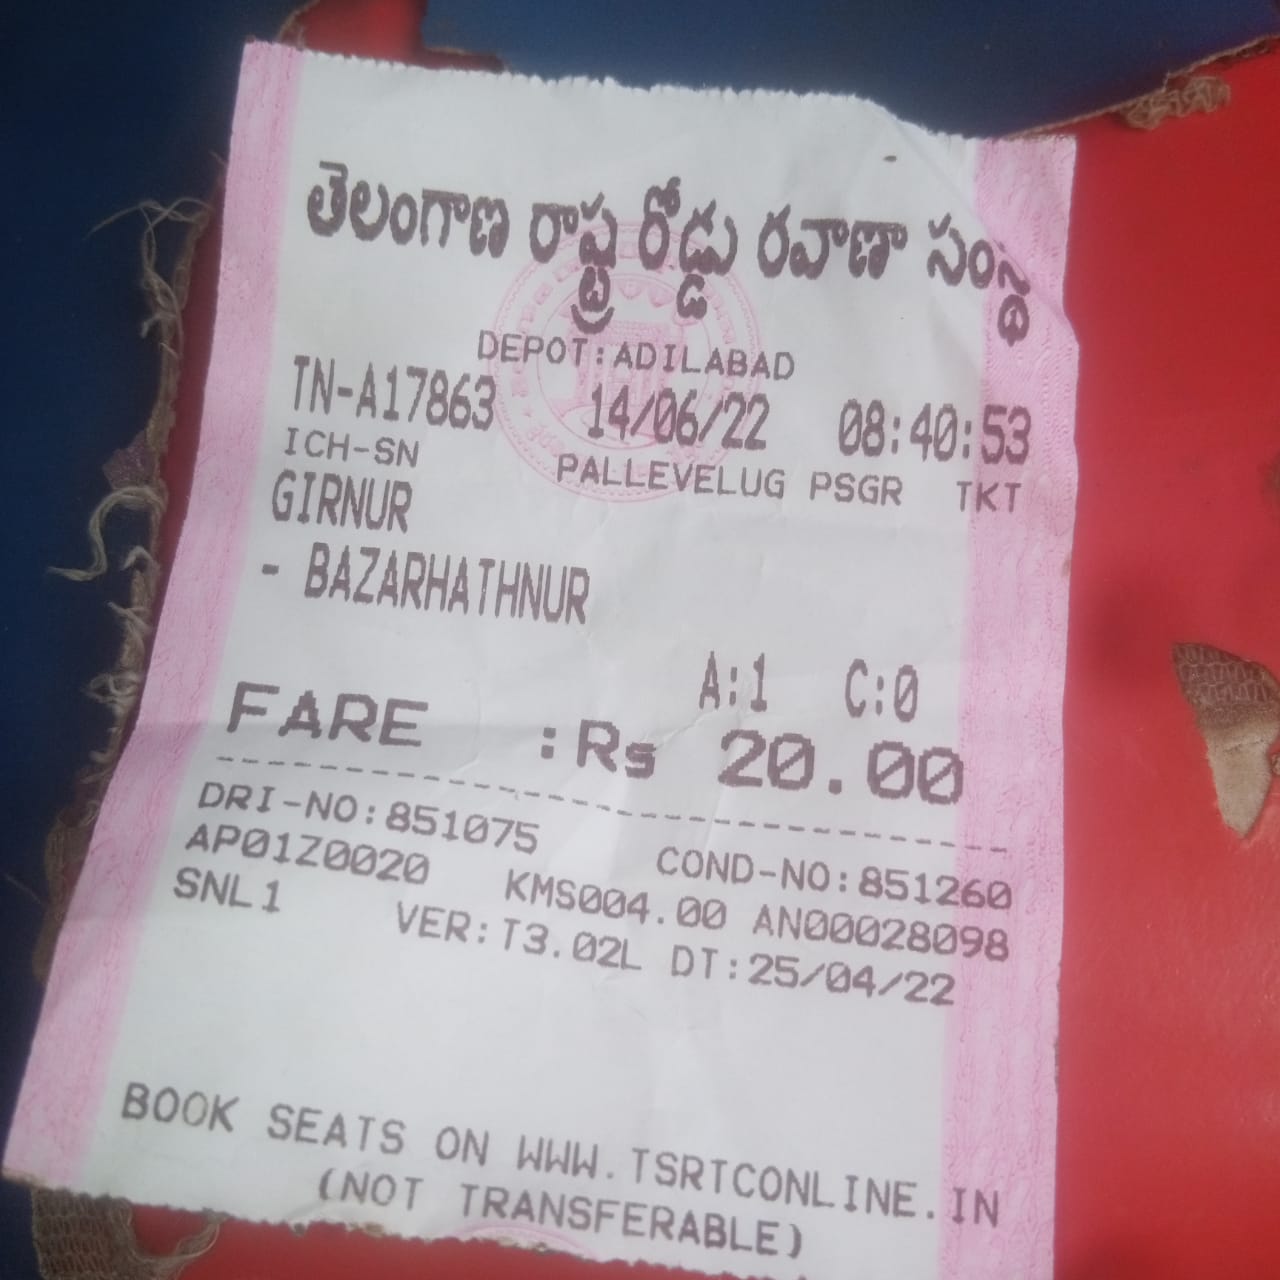 తెలంగాణ రాష్ట్ర రోడ్డు రవాణా సంస్థ
DEPOT:ADILABAD
TN-A17863 14/06/22 08:40:53
ICH-SN PALLEVELUG PSGR TKT
GIRNUR
- BAZARHATHNUR
A:1 C:0
FARE :Rs 20.00
DRI-NO:851075 COND-NO:851260
AP01Z0020 KMS004.00 AN00028098
SNL1 VER:T3.02L DT:25/04/22
BOOK SEATS ON WWW.TSRTCONLINE.IN
(NOT TRANSFERABLE)